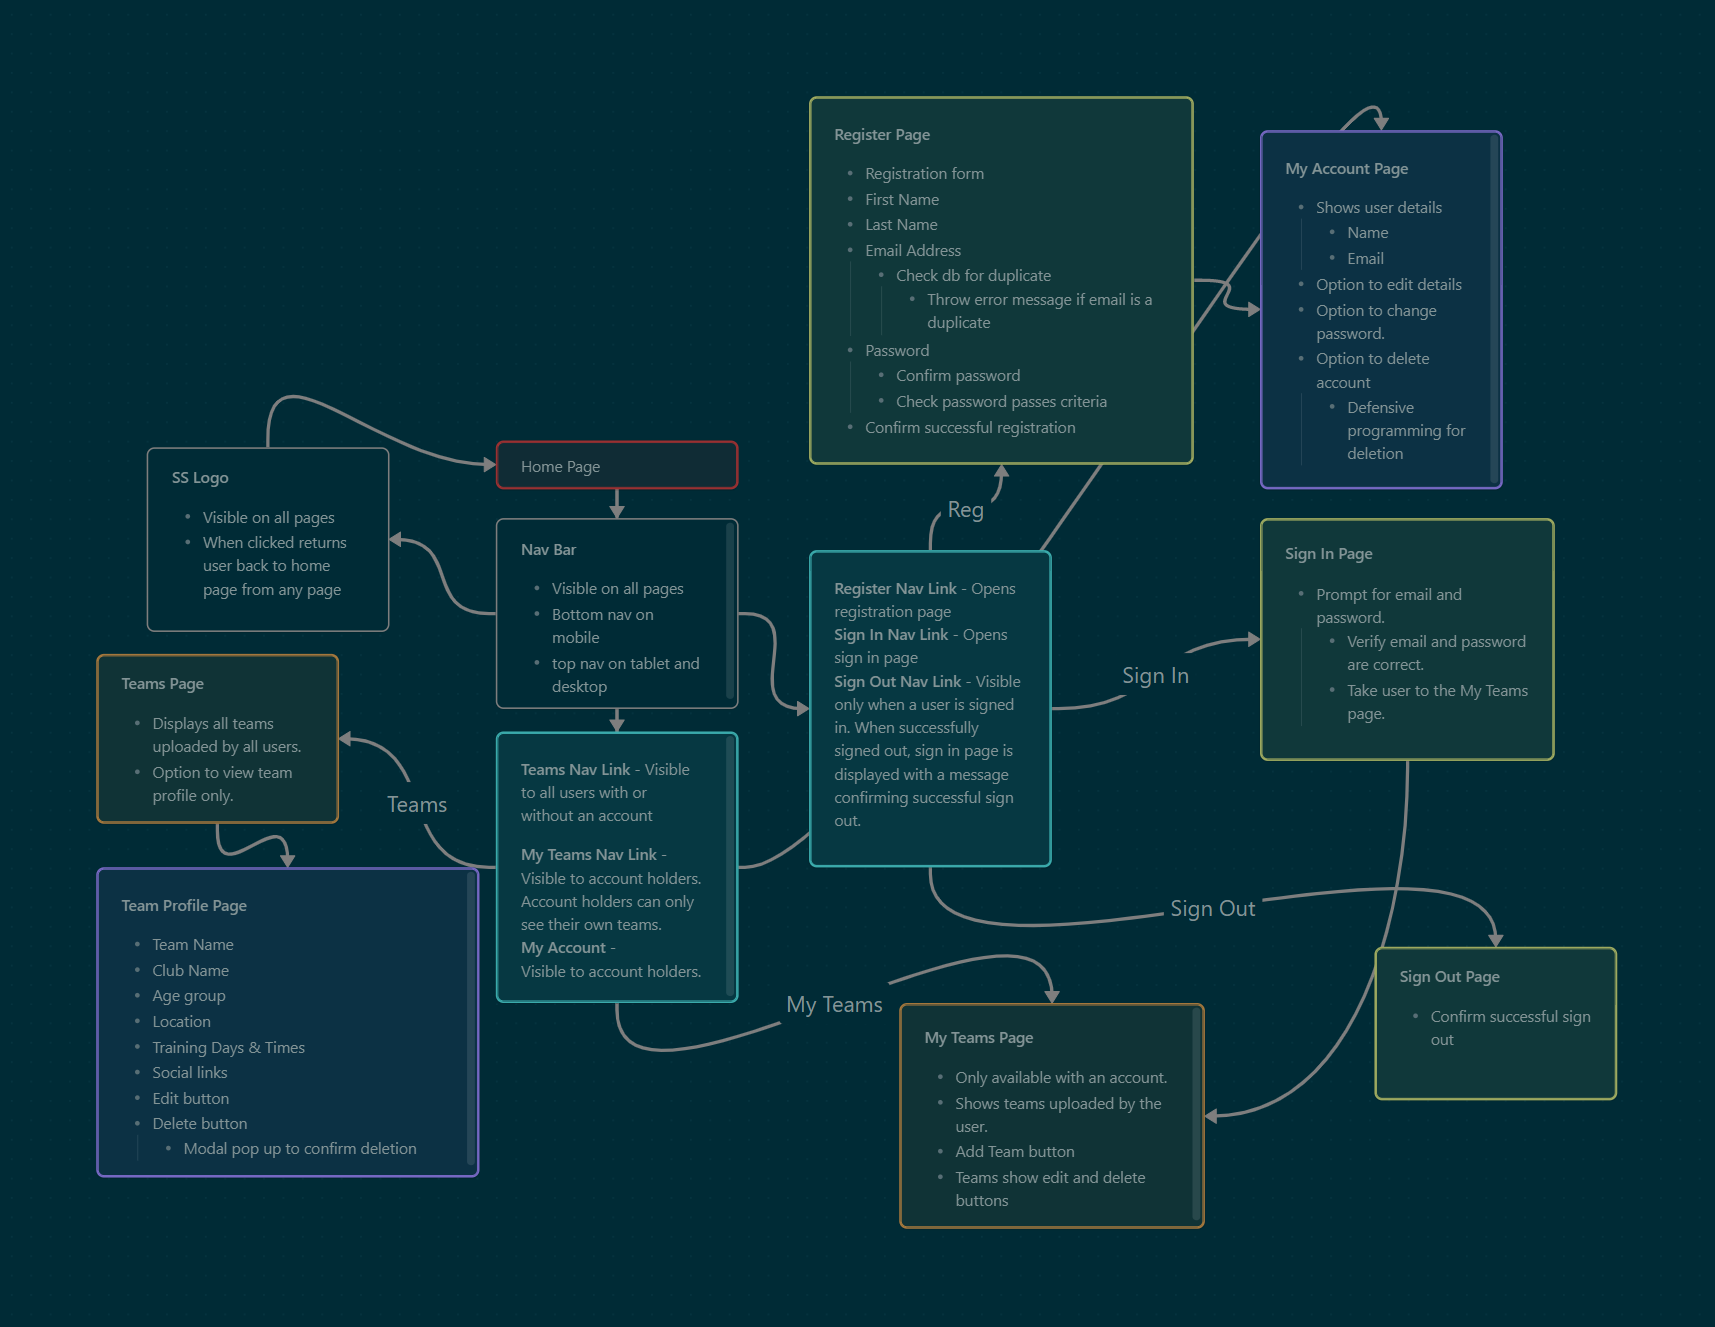 Register Page
• Registration form
• First Name
• Last Name
• Email Address
• Check db for duplicate
• Throw error message if email is a
duplicate
• Password
• Confirm password
• Check password passes criteria
• Confirm successful registration
My Account Page
• Shows user details
• Name
• Email
• Option to edit details
• Option to change
password.
• Option to delete
account
• Defensive
programming for
deletion
SS Logo
• Visible on all pages
• When clicked returns
user back to home
page from any page
Home Page
Nav Bar
• Visible on all pages
• Bottom nav on
mobile
• top nav on tablet and
desktop
Reg
Register Nav Link - Opens
registration page
Sign In Nav Link - Opens
sign in page
Sign Out Nav Link - Visible
only when a user is signed
in. When successfully
signed out, sign in page is
displayed with a message
confirming successful sign
out.
Sign In
Sign In Page
• Prompt for email and
password.
• Verify email and password
are correct.
• Take user to the My Teams
page.
Teams Page
• Displays all teams
uploaded by all users.
• Option to view team
profile only.
Teams
Teams Nav Link - Visible
to all users with or
without an account
My Teams Nav Link -
Visible to account holders.
Account holders can only
see their own teams.
My Account -
Visible to account holders.
Team Profile Page
• Team Name
• Club Name
• Age group
• Location
• Training Days & Times
• Social links
• Edit button
• Delete button
• Modal pop up to confirm deletion
Sign Out
Sign Out Page
• Confirm successful sign
out
My Teams
My Teams Page
• Only available with an account.
• Shows teams uploaded by the
user.
• Add Team button
• Teams show edit and delete
buttons